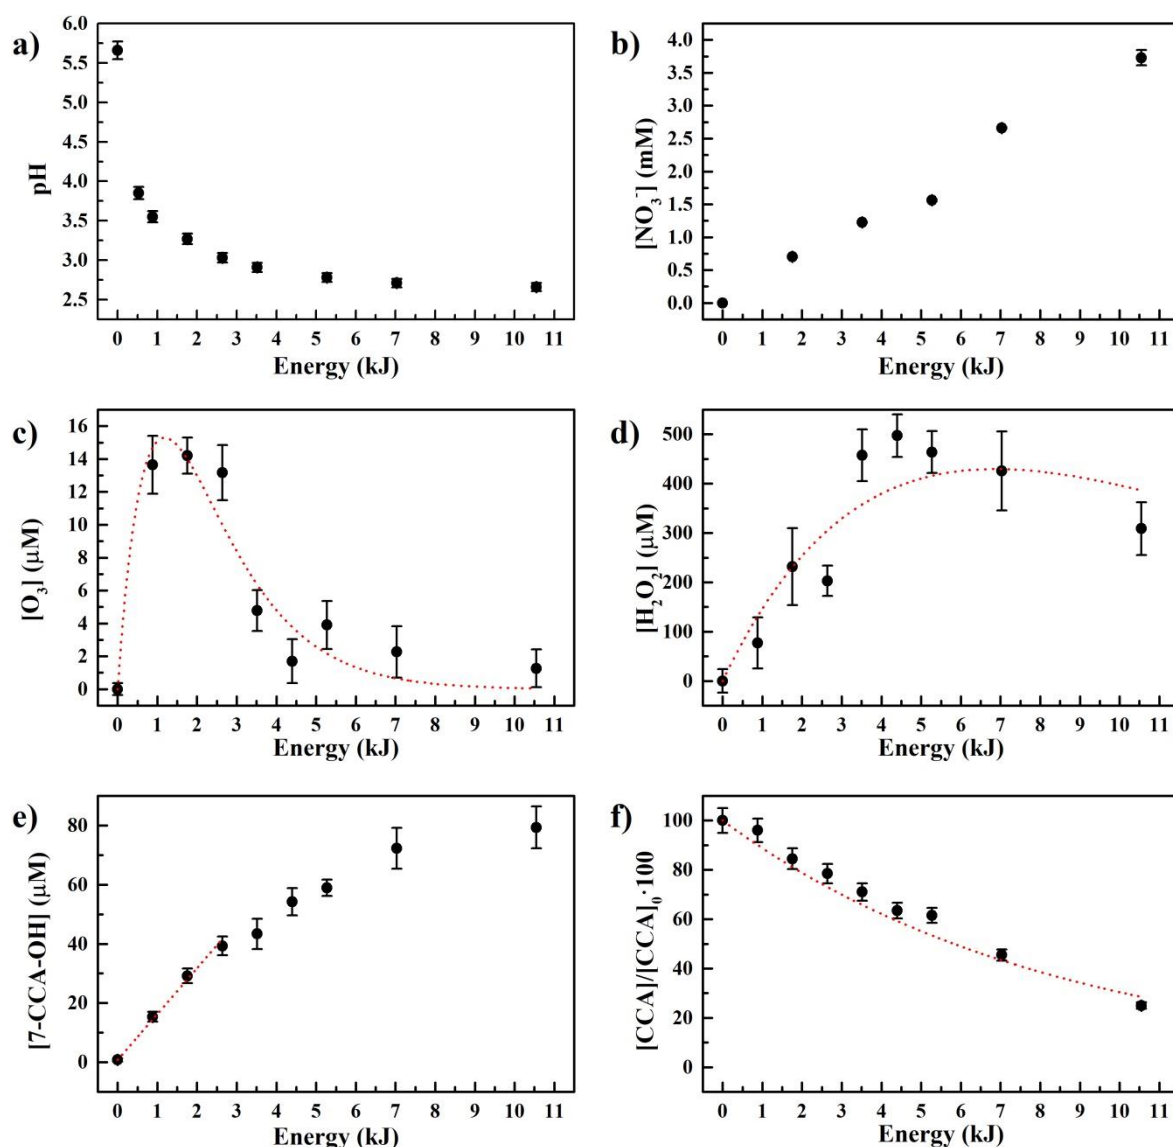 a)
pH
6.0
5.5
5.0
4.5
4.0
3.5
3.0
2.5
0 1 2 3 4 5 6 7 8 9 10 11
Energy (kJ)
b)
[NO₃⁻] (mM)
4.0
3.5
3.0
2.5
2.0
1.5
1.0
0.5
0.0
0 1 2 3 4 5 6 7 8 9 10 11
Energy (kJ)
c)
[O₃] (μM)
16
14
12
10
8
6
4
2
0
0 1 2 3 4 5 6 7 8 9 10 11
Energy (kJ)
d)
[H₂O₂] (μM)
500
400
300
200
100
0
0 1 2 3 4 5 6 7 8 9 10 11
Energy (kJ)
e)
[7-CCA-OH] (μM)
80
60
40
20
0
0 1 2 3 4 5 6 7 8 9 10 11
Energy (kJ)
f)
[CCA]/[CCA]₀·100
100
80
60
40
20
0
0 1 2 3 4 5 6 7 8 9 10 11
Energy (kJ)